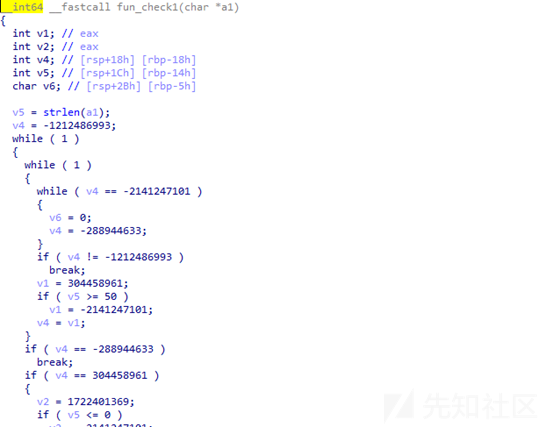 __int64 __fastcall fun_check1(char *a1)
{
int v1; // eax
int v2; // eax
int v4; // [rsp+18h] [rbp-18h]
int v5; // [rsp+1Ch] [rbp-14h]
char v6; // [rsp+2Bh] [rbp-5h]
v5 = strlen(a1);
v4 = -1212486993;
while ( 1 )
{
while ( 1 )
{
while ( v4 == -2141247101 )
{
v6 = 0;
v4 = -288944633;
}
if ( v4 != -1212486993 )
break;
v1 = 304458961;
if ( v5 >= 50 )
v1 = -2141247101;
v4 = v1;
}
if ( v4 == -288944633 )
break;
if ( v4 == 304458961 )
{
v2 = 1722401369;
if ( v5 <= 0 )
v2 = -2141247101;
先知社区